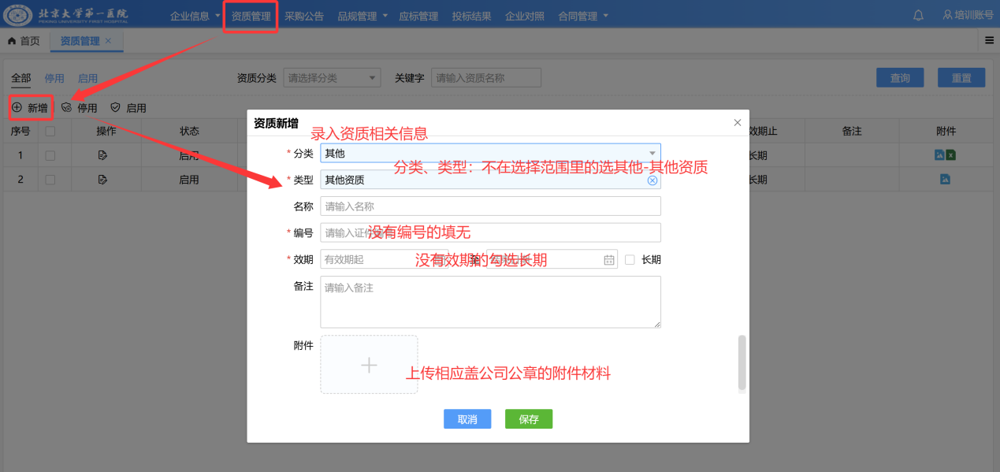 北京大学第一医院
PEKING UNIVERSITY FIRST HOSPITAL
企业信息 资质管理 采购公告 品规管理 应标管理 投标结果 企业对照 合同管理 培训账号
首页 资质管理
全部 停用 启用 资质分类 请选择分类 关键字 请输入资质名称 查询 重置
新增 停用 启用
序号 操作 状态 效期止 备注 附件
1 启用 长期
2 启用 长期
资质新增
录入资质相关信息
* 分类 其他
分类、类型：不在选择范围里的选其他-其他资质
* 类型 其他资质
名称 请输入名称
* 编号 请输入证件
没有编号的填无
* 效期 有效期起 至 长期
没有效期的勾选长期
备注 请输入备注
附件
上传相应盖公司公章的附件材料
取消 保存